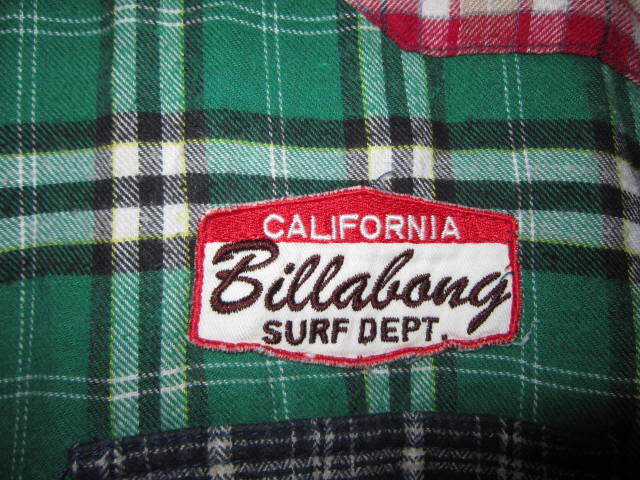 CALIFORNIA
Billabong
SURF DEPT.